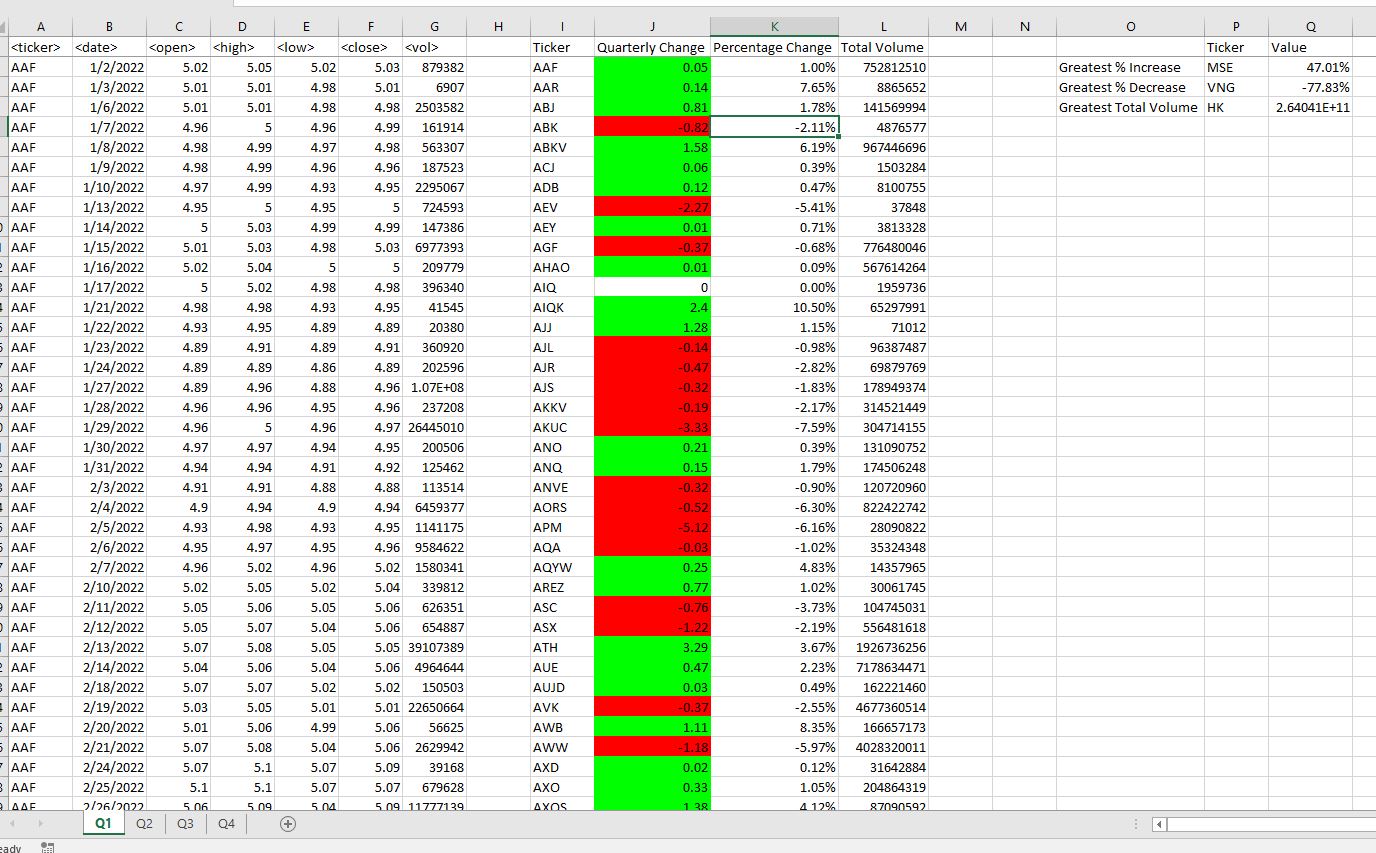 A B C D E F G H I J K L M N O P Q
<ticker> <date> <open> <high> <low> <close> <vol> Ticker Quarterly Change Percentage Change Total Volume Ticker Value
AAF 1/2/2022 5.02 5.05 5.02 5.03 879382 AAF 0.05 1.00% 752812510 Greatest % Increase MSE 47.01%
AAF 1/3/2022 5.01 5.01 4.98 5.01 6907 AAR 0.14 7.65% 8865652 Greatest % Decrease VNG -77.83%
AAF 1/6/2022 5.01 5.01 4.98 4.98 2503582 ABJ 0.81 1.78% 141569994 Greatest Total Volume HK 2.64041E+11
AAF 1/7/2022 4.96 5 4.96 4.99 161914 ABK -0.82 -2.11% 4876577
AAF 1/8/2022 4.98 4.99 4.97 4.98 563307 ABKV 1.58 6.19% 967446696
AAF 1/9/2022 4.98 4.99 4.96 4.96 187523 ACJ 0.06 0.39% 1503284
AAF 1/10/2022 4.97 4.99 4.93 4.95 2295067 ADB 0.12 0.47% 8100755
AAF 1/13/2022 4.95 5 4.95 5 724593 AEV -2.27 -5.41% 37848
AAF 1/14/2022 5 5.03 4.99 4.99 147386 AEY 0.01 0.71% 3813328
AAF 1/15/2022 5.01 5.03 4.98 5.03 6977393 AGF -0.37 -0.68% 776480046
AAF 1/16/2022 5.02 5.04 5 5 209779 AHAO 0.01 0.09% 567614264
AAF 1/17/2022 5 5.02 4.98 4.98 396340 AIQ 0 0.00% 1959736
AAF 1/21/2022 4.98 4.98 4.93 4.95 41545 AIQK 2.4 10.50% 65297991
AAF 1/22/2022 4.93 4.95 4.89 4.89 20380 AJJ 1.28 1.15% 71012
AAF 1/23/2022 4.89 4.91 4.89 4.91 360920 AJL -0.14 -0.98% 96387487
AAF 1/24/2022 4.89 4.89 4.86 4.89 202596 AJR -0.47 -2.82% 69879769
AAF 1/27/2022 4.89 4.96 4.88 4.96 1.07E+08 AJS -0.32 -1.83% 178949374
AAF 1/28/2022 4.96 4.96 4.95 4.96 237208 AKKV -0.19 -2.17% 314521449
AAF 1/29/2022 4.96 5 4.96 4.97 26445010 AKUC -3.33 -7.59% 304714155
AAF 1/30/2022 4.97 4.97 4.94 4.95 200506 ANO 0.21 0.39% 131090752
AAF 1/31/2022 4.94 4.94 4.91 4.92 125462 ANQ 0.15 1.79% 174506248
AAF 2/3/2022 4.91 4.91 4.88 4.88 113514 ANVE -0.32 -0.90% 120720960
AAF 2/4/2022 4.9 4.94 4.9 4.94 6459377 AORS -0.52 -6.30% 822422742
AAF 2/5/2022 4.93 4.98 4.93 4.95 1141175 APM -5.12 -6.16% 28090822
AAF 2/6/2022 4.95 4.97 4.95 4.96 9584622 AQA -0.03 -1.02% 35324348
AAF 2/7/2022 4.96 5.02 4.96 5.02 1580341 AQYW 0.25 4.83% 14357965
AAF 2/10/2022 5.02 5.05 5.02 5.04 339812 AREZ 0.77 1.02% 30061745
AAF 2/11/2022 5.05 5.06 5.05 5.06 626351 ASC -0.76 -3.73% 104745031
AAF 2/12/2022 5.05 5.07 5.04 5.06 654887 ASX -1.22 -2.19% 556481618
AAF 2/13/2022 5.07 5.08 5.05 5.05 39107389 ATH 3.29 3.67% 1926736256
AAF 2/14/2022 5.04 5.06 5.04 5.06 4964644 AUE 0.47 2.23% 7178634471
AAF 2/18/2022 5.07 5.07 5.02 5.02 150503 AUJD 0.03 0.49% 162221460
AAF 2/19/2022 5.03 5.05 5.01 5.01 22650664 AVK -0.37 -2.55% 4677360514
AAF 2/20/2022 5.01 5.06 4.99 5.06 56625 AWB 1.11 8.35% 166657173
AAF 2/21/2022 5.07 5.08 5.04 5.06 2629942 AWW -1.18 -5.97% 4028320011
AAF 2/24/2022 5.07 5.1 5.07 5.09 39168 AXD 0.02 0.12% 31642884
AAF 2/25/2022 5.1 5.1 5.07 5.07 679628 AXO 0.33 1.05% 204864319
AAF 2/26/2022 5.06 5.09 5.04 5.09 11777139 AXOS 1.38 4.12% 87090592
Q1 Q2 Q3 Q4